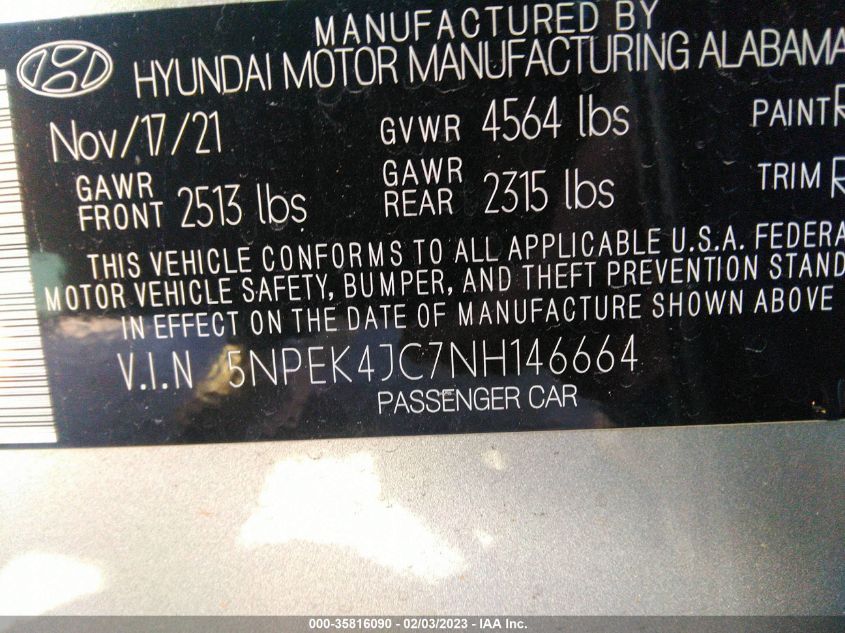 MANUFACTURED BY
HYUNDAI MOTOR MANUFACTURING ALABAMA
Nov/17/21 GVWR 4564 lbs PAINT
GAWR FRONT 2513 lbs GAWR REAR 2315 lbs TRIM
THIS VEHICLE CONFORMS TO ALL APPLICABLE U.S.A. FEDERA
MOTOR VEHICLE SAFETY, BUMPER, AND THEFT PREVENTION STAND
IN EFFECT ON THE DATE OF MANUFACTURE SHOWN ABOVE
V.I.N 5NPEK4JC7NH146664
PASSENGER CAR
000-35816090 - 02/03/2023 - IAA Inc.